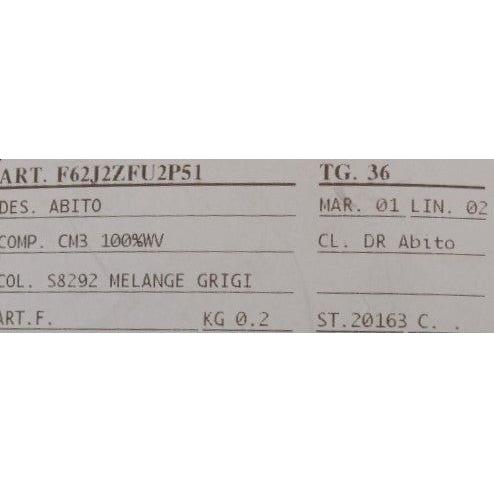 ART. F62J2ZFU2P51 TG. 36
DES. ABITO MAR. 01 LIN. 02
COMP. CM3 100%WV CL. DR Abito
COL. S8292 MELANGE GRIGI
ART.F. KG 0.2 ST.20163 C. .